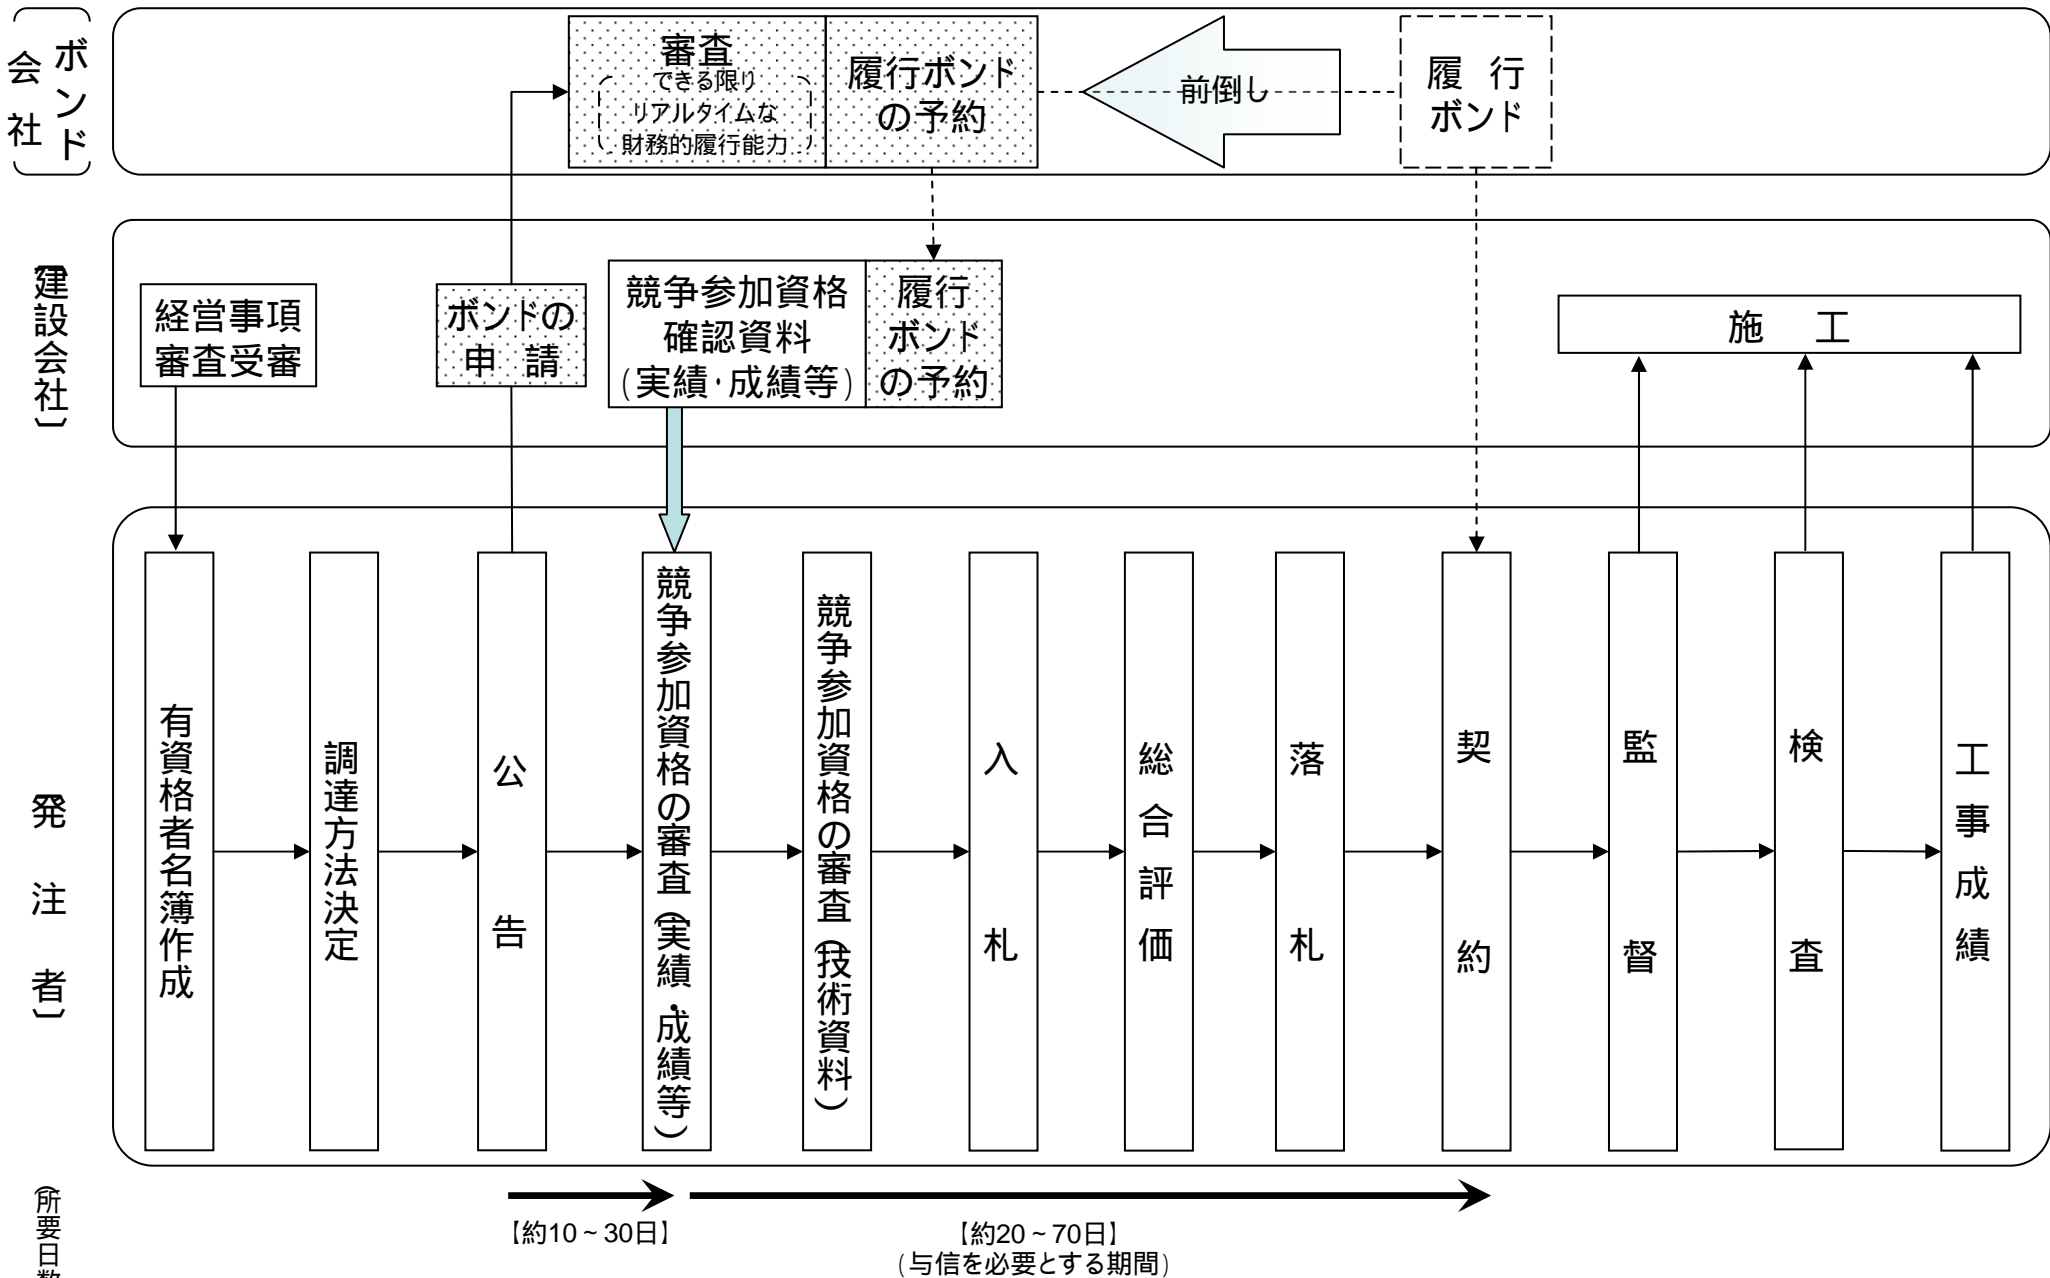 〔ボンド
会社〕
審査
できる限り
リアルタイムな
財務的履行能力
履行ボンド
の予約
前倒し
履 行
ボンド
〔建設会社〕
経営事項
審査受審
ボンドの
申 請
競争参加資格
確認資料
(実績・成績等)
履行
ボンド
の予約
施 工
〔発注者〕
有資格者名簿作成
調達方法決定
公告
競争参加資格の審査(実績・成績等)
競争参加資格の審査(技術資料)
入札
総合評価
落札
契約
監督
検査
工事成績
(所要日数
【約10~30日】
【約20~70日】
(与信を必要とする期間)